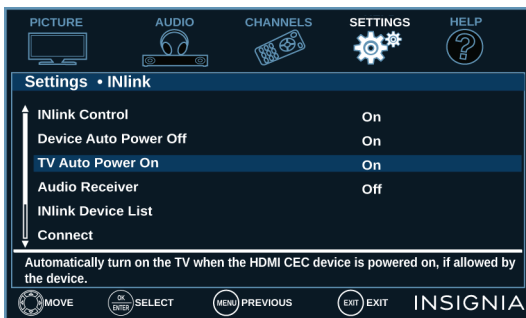 PICTURE AUDIO CHANNELS SETTINGS HELP
Settings • INlink
INlink Control On
Device Auto Power Off On
TV Auto Power On On
Audio Receiver Off
INlink Device List
Connect
Automatically turn on the TV when the HDMI CEC device is powered on, if allowed by
the device.
MOVE OK ENTER SELECT MENU PREVIOUS EXIT EXIT INSIGNIA